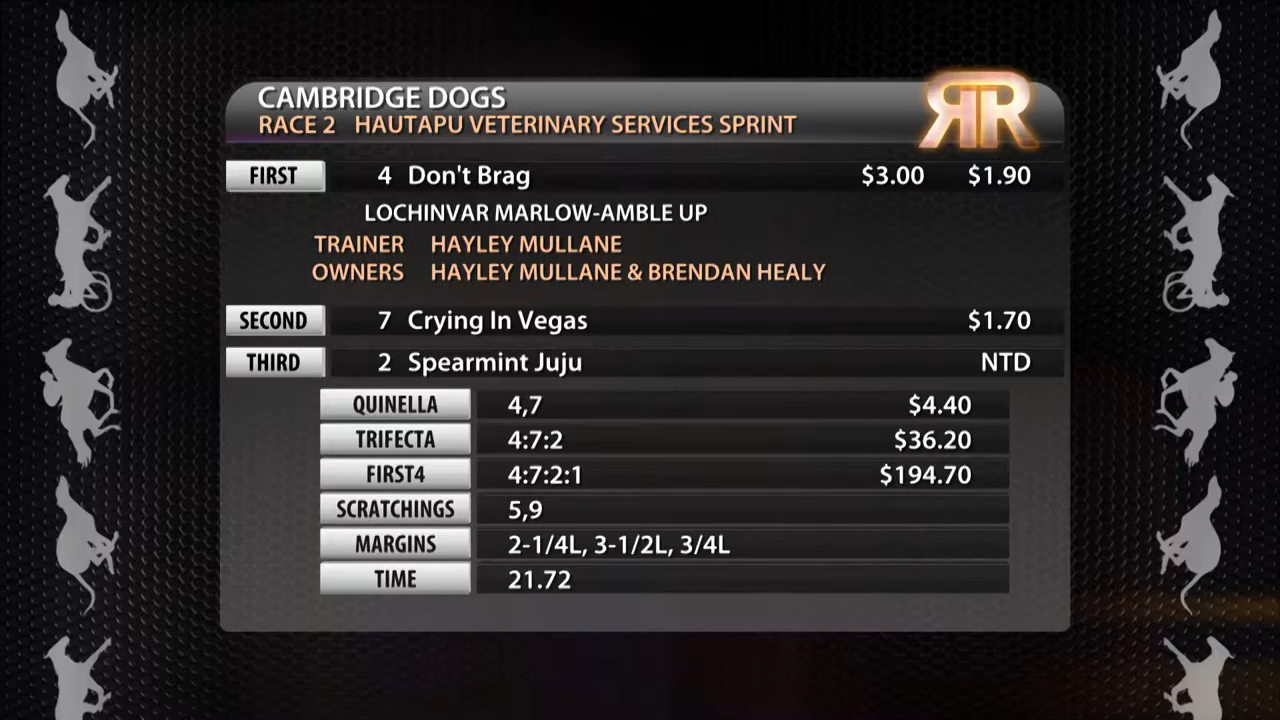 CAMBRIDGE DOGS
RACE 2 HAUTAPU VETERINARY SERVICES SPRINT
RR
FIRST 4 Don't Brag $3.00 $1.90
LOCHINVAR MARLOW-AMBLE UP
TRAINER HAYLEY MULLANE
OWNERS HAYLEY MULLANE & BRENDAN HEALY
SECOND 7 Crying In Vegas $1.70
THIRD 2 Spearmint Juju NTD
QUINELLA 4,7 $4.40
TRIFECTA 4:7:2 $36.20
FIRST4 4:7:2:1 $194.70
SCRATCHINGS 5,9
MARGINS 2-1/4L, 3-1/2L, 3/4L
TIME 21.72